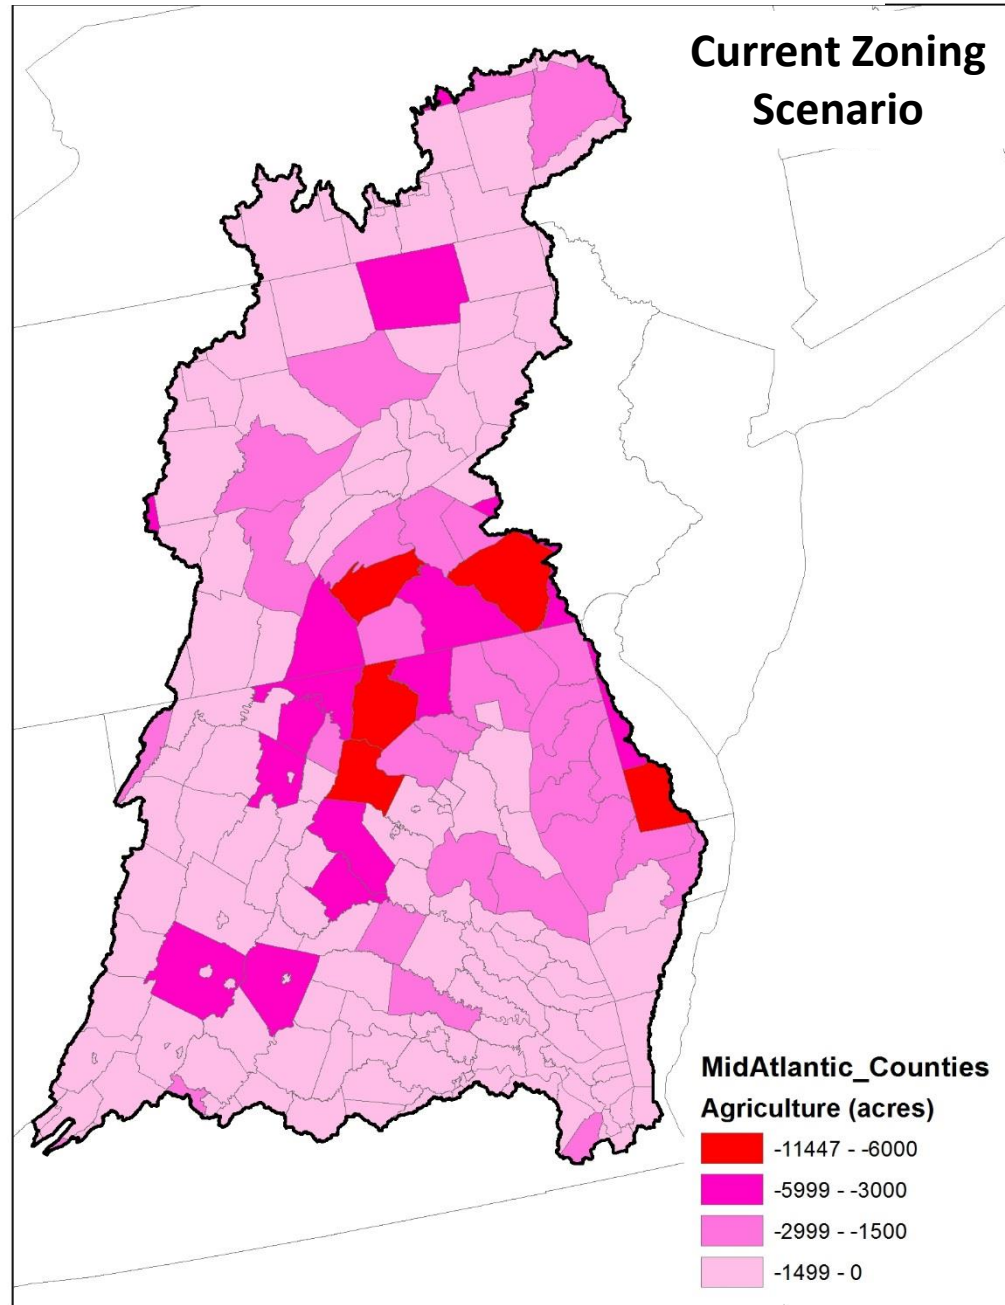 Current Zoning
Scenario
MidAtlantic_Counties
Agriculture (acres)
-11447 - -6000
-5999 - -3000
-2999 - -1500
-1499 - 0